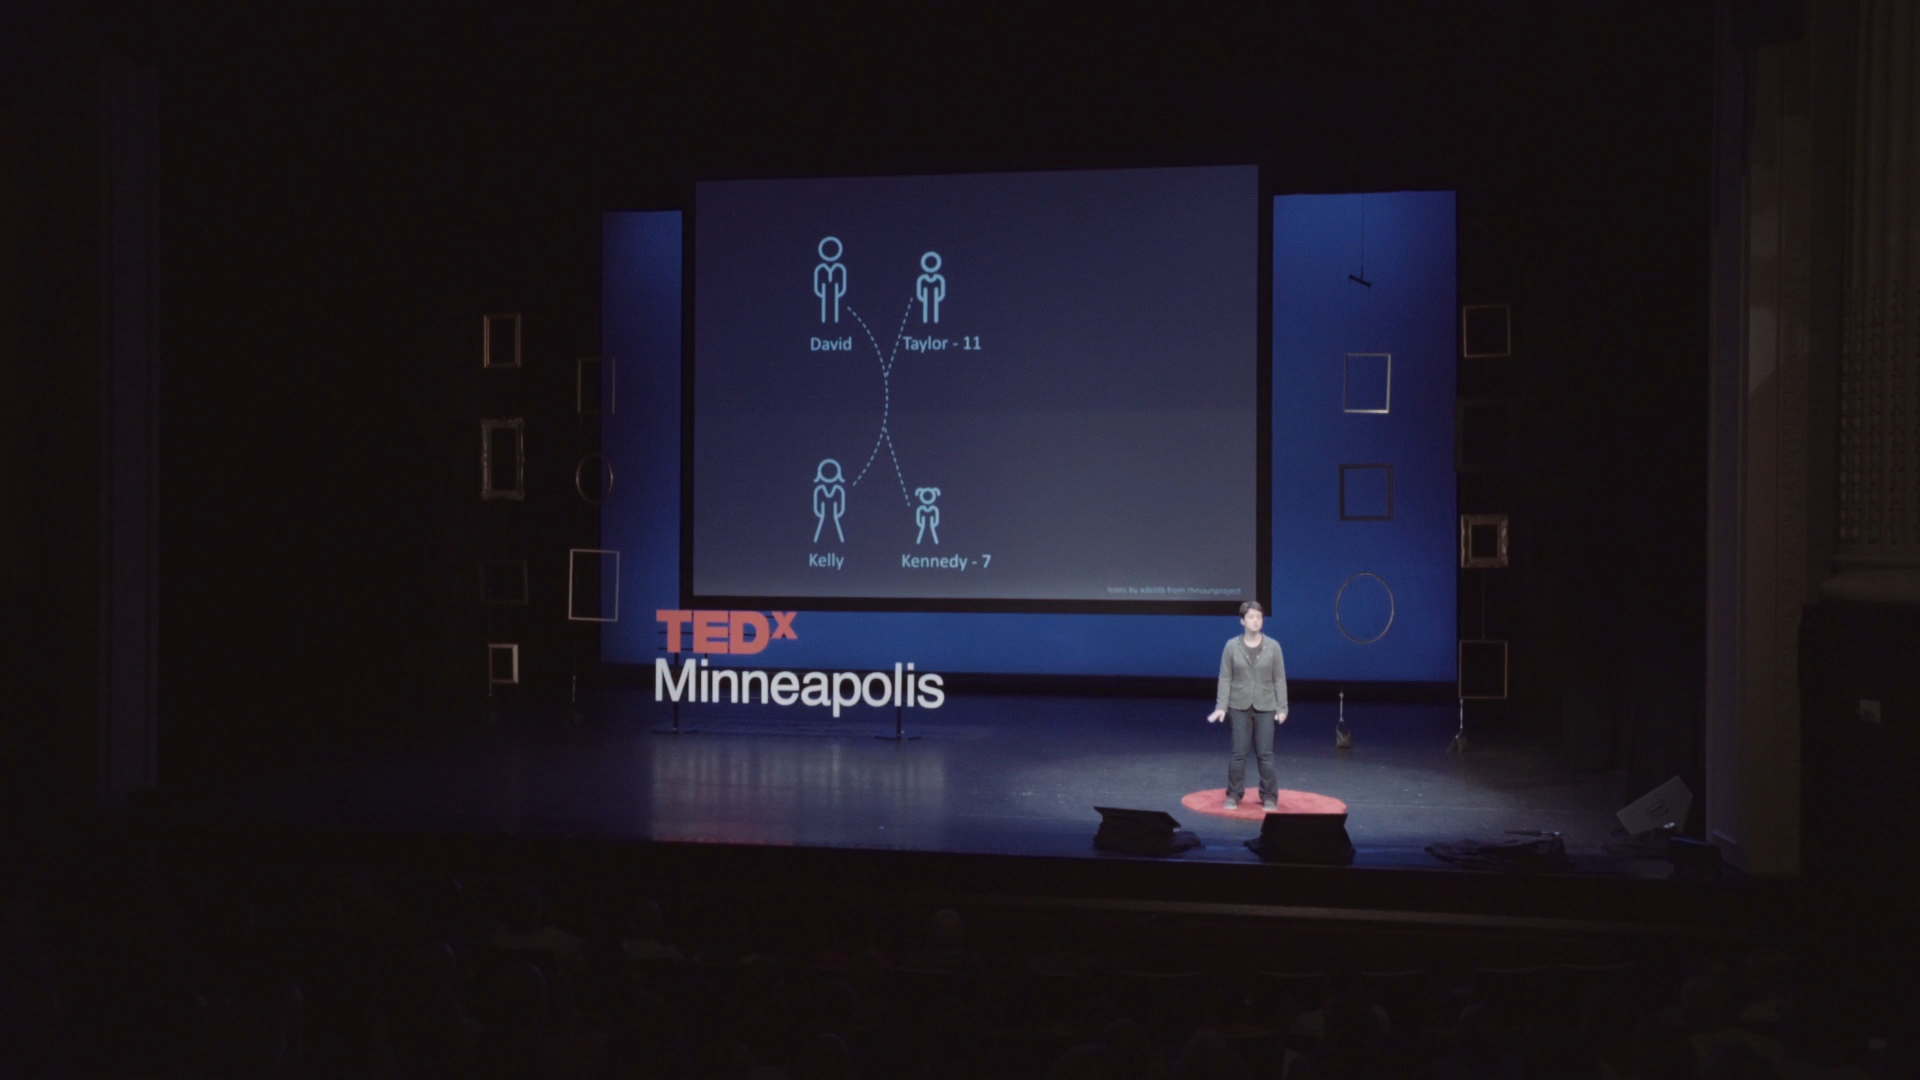 David
Taylor - 11
Kelly
Kennedy - 7
TEDx
Minneapolis